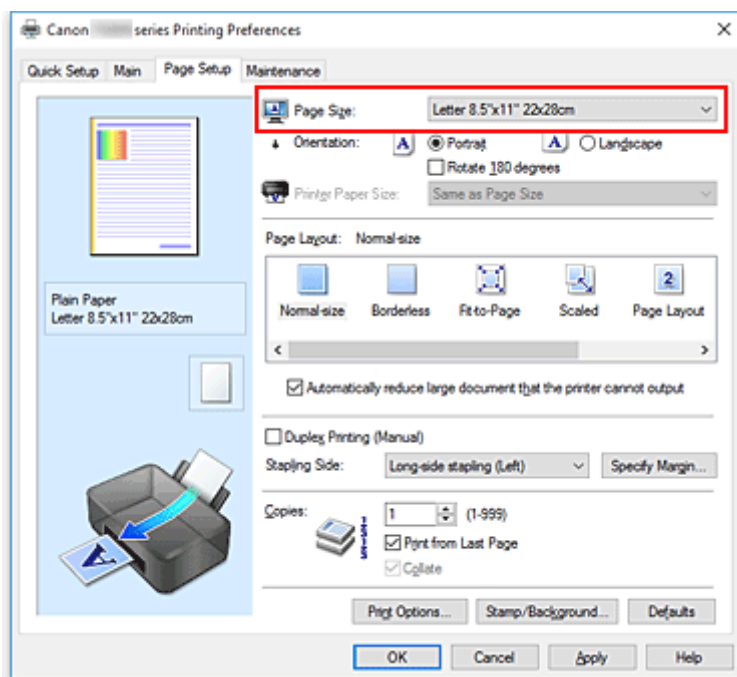 Canon series Printing Preferences
Quick Setup Main Page Setup Maintenance
Page Size: Letter 8.5"x11" 22x28cm
Orientation: A Portrait A Landscape
Rotate 180 degrees
Printer Paper Size: Same as Page Size
Page Layout: Normal-size
2
Normal-size Borderless Fit-to-Page Scaled Page Layout
Plain Paper
Letter 8.5"x11" 22x28cm
Automatically reduce large document that the printer cannot output
Duplex Printing (Manual)
Stapling Side: Long-side stapling (Left) Specify Margin...
Copies: 1 (1-999)
Print from Last Page
Collate
A
Print Options... Stamp/Background... Defaults
OK Cancel Apply Help